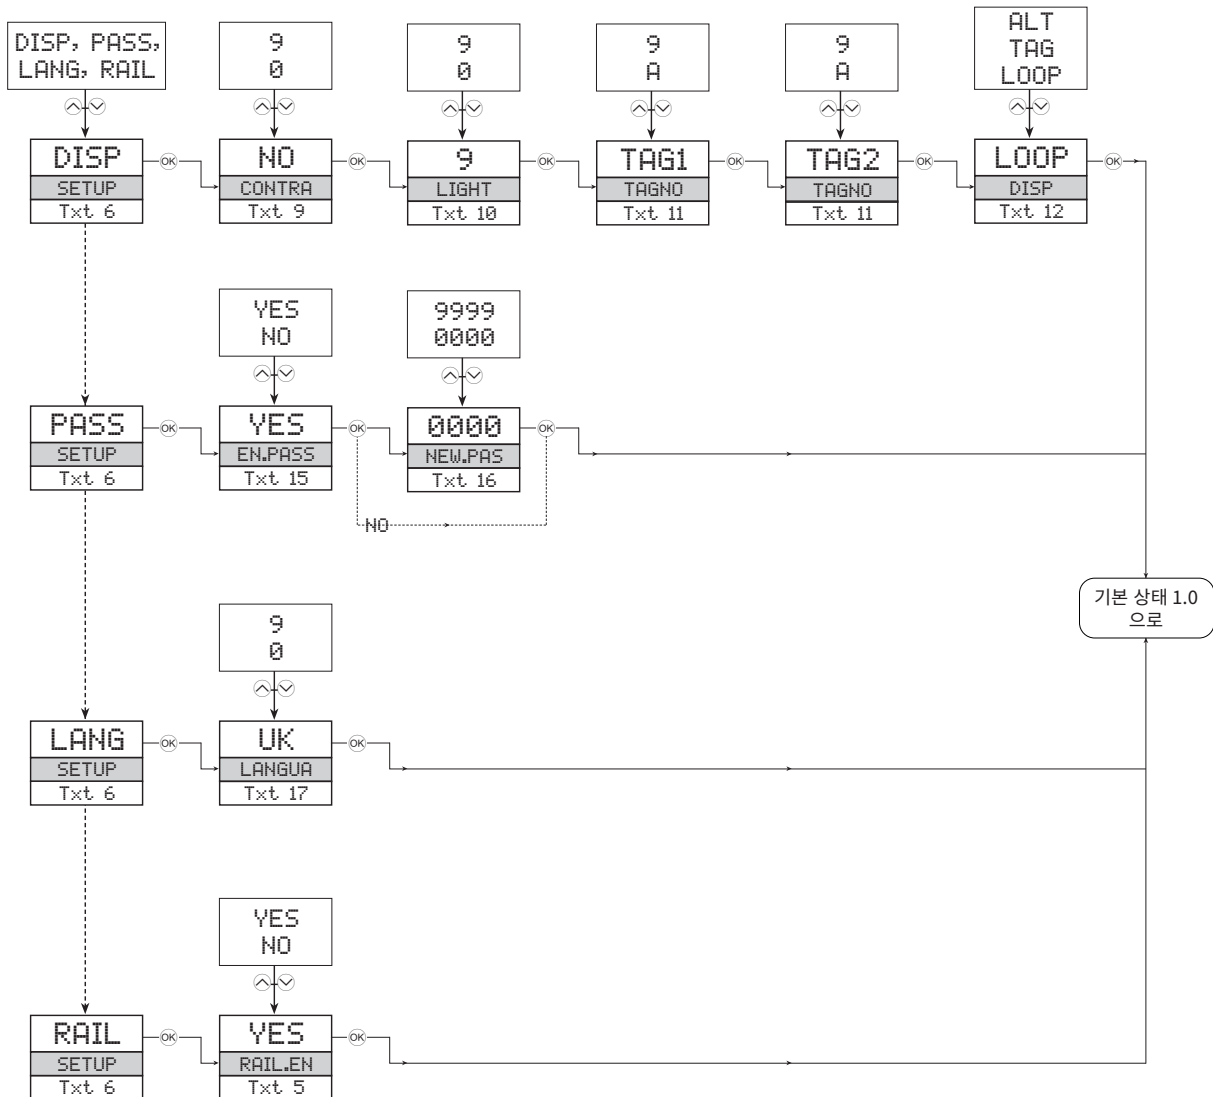 DISP, PASS,
LANG, RAIL
9
0
9
0
9
A
9
A
ALT
TAG
LOOP
DISP
SETUP
Txt 6
OK
NO
CONTRA
Txt 9
OK
9
LIGHT
Txt 10
OK
TAG1
TAGNO
Txt 11
OK
TAG2
TAGNO
Txt 11
OK
LOOP
DISP
Txt 12
OK
YES
NO
9999
0000
PASS
SETUP
Txt 6
OK
YES
EN.PASS
Txt 15
OK
0000
NEW.PAS
Txt 16
OK
NO
기본 상태 1.0
으로
9
0
LANG
SETUP
Txt 6
OK
UK
LANGUA
Txt 17
OK
YES
NO
RAIL
SETUP
Txt 6
OK
YES
RAIL.EN
Txt 5
OK